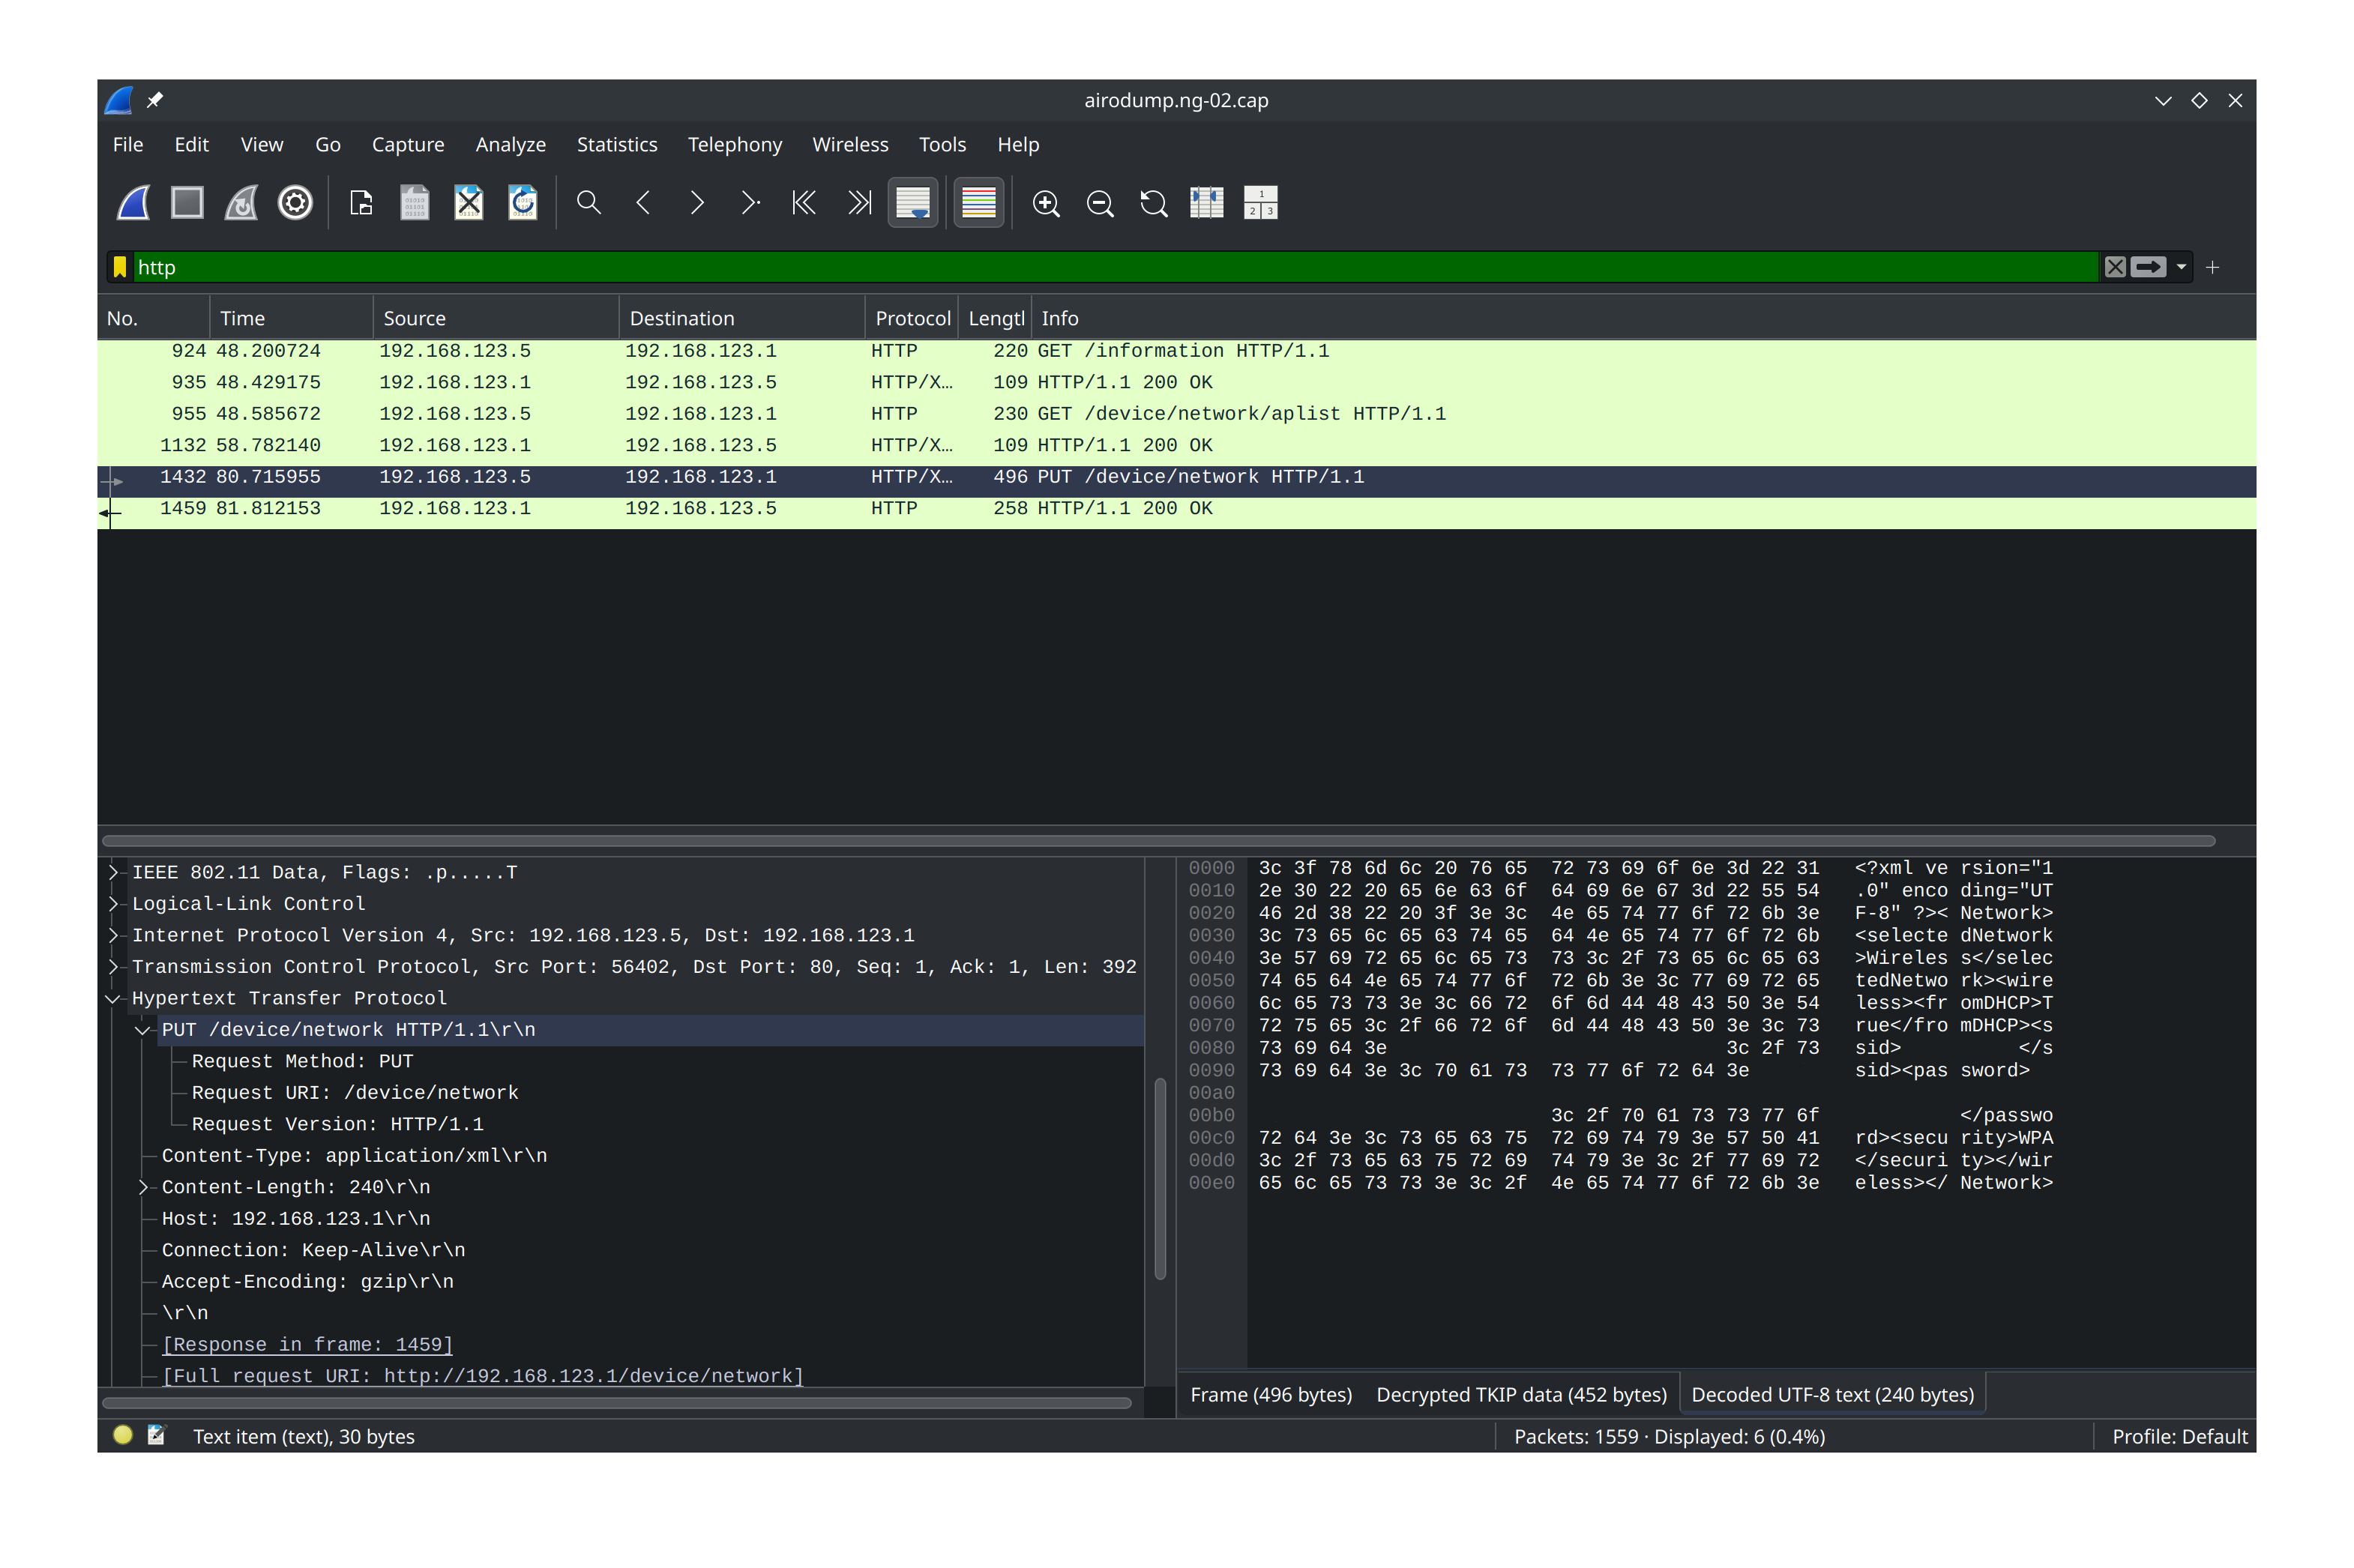 airodump.ng-02.cap
File Edit View Go Capture Analyze Statistics Telephony Wireless Tools Help
http
No. Time Source Destination Protocol Lengtl Info
924 48.200724 192.168.123.5 192.168.123.1 HTTP 220 GET /information HTTP/1.1
935 48.429175 192.168.123.1 192.168.123.5 HTTP/X… 109 HTTP/1.1 200 OK
955 48.585672 192.168.123.5 192.168.123.1 HTTP 230 GET /device/network/aplist HTTP/1.1
1132 58.782140 192.168.123.1 192.168.123.5 HTTP/X… 109 HTTP/1.1 200 OK
1432 80.715955 192.168.123.5 192.168.123.1 HTTP/X… 496 PUT /device/network HTTP/1.1
1459 81.812153 192.168.123.1 192.168.123.5 HTTP 258 HTTP/1.1 200 OK
IEEE 802.11 Data, Flags: .p.....T
Logical-Link Control
Internet Protocol Version 4, Src: 192.168.123.5, Dst: 192.168.123.1
Transmission Control Protocol, Src Port: 56402, Dst Port: 80, Seq: 1, Ack: 1, Len: 392
Hypertext Transfer Protocol
PUT /device/network HTTP/1.1\r\n
Request Method: PUT
Request URI: /device/network
Request Version: HTTP/1.1
Content-Type: application/xml\r\n
Content-Length: 240\r\n
Host: 192.168.123.1\r\n
Connection: Keep-Alive\r\n
Accept-Encoding: gzip\r\n
\r\n
[Response in frame: 1459]
[Full request URI: http://192.168.123.1/device/network]
0000 3c 3f 78 6d 6c 20 76 65 72 73 69 6f 6e 3d 22 31 <?xml ve rsion="1
0010 2e 30 22 20 65 6e 63 6f 64 69 6e 67 3d 22 55 54 .0" enco ding="UT
0020 46 2d 38 22 20 3f 3e 3c 4e 65 74 77 6f 72 6b 3e F-8" ?>< Network>
0030 3c 73 65 6c 65 63 74 65 64 4e 65 74 77 6f 72 6b <selecte dNetwork
0040 3e 57 69 72 65 6c 65 73 73 3c 2f 73 65 6c 65 63 >Wireles s</selec
0050 74 65 64 4e 65 74 77 6f 72 6b 3e 3c 77 69 72 65 tedNetwo rk><wire
0060 6c 65 73 73 3e 3c 66 72 6f 6d 44 48 43 50 3e 54 less><fr omDHCP>T
0070 72 75 65 3c 2f 66 72 6f 6d 44 48 43 50 3e 3c 73 rue</fro mDHCP><s
0080 73 69 64 3e 3c 2f 73 sid> </s
0090 73 69 64 3e 3c 70 61 73 73 77 6f 72 64 3e sid><pas sword>
00a0
00b0 3c 2f 70 61 73 73 77 6f </passwo
00c0 72 64 3e 3c 73 65 63 75 72 69 74 79 3e 57 50 41 rd><secu rity>WPA
00d0 3c 2f 73 65 63 75 72 69 74 79 3e 3c 2f 77 69 72 </securi ty></wir
00e0 65 6c 65 73 73 3e 3c 2f 4e 65 74 77 6f 72 6b 3e eless></ Network>
Frame (496 bytes) Decrypted TKIP data (452 bytes) Decoded UTF-8 text (240 bytes)
Text item (text), 30 bytes Packets: 1559 · Displayed: 6 (0.4%) Profile: Default